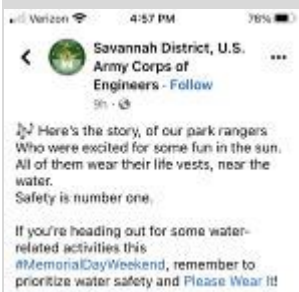 Verizon 4:57 PM 76%
Savannah District, U.S.
Army Corps of
Engineers · Follow
9h ·
Here's the story, of our park rangers
Who were excited for some fun in the sun.
All of them wear their life vests, near the
water.
Safety is number one.
If you're heading out for some water-
related activities this
#MemorialDayWeekend, remember to
prioritize water safety and Please Wear It!